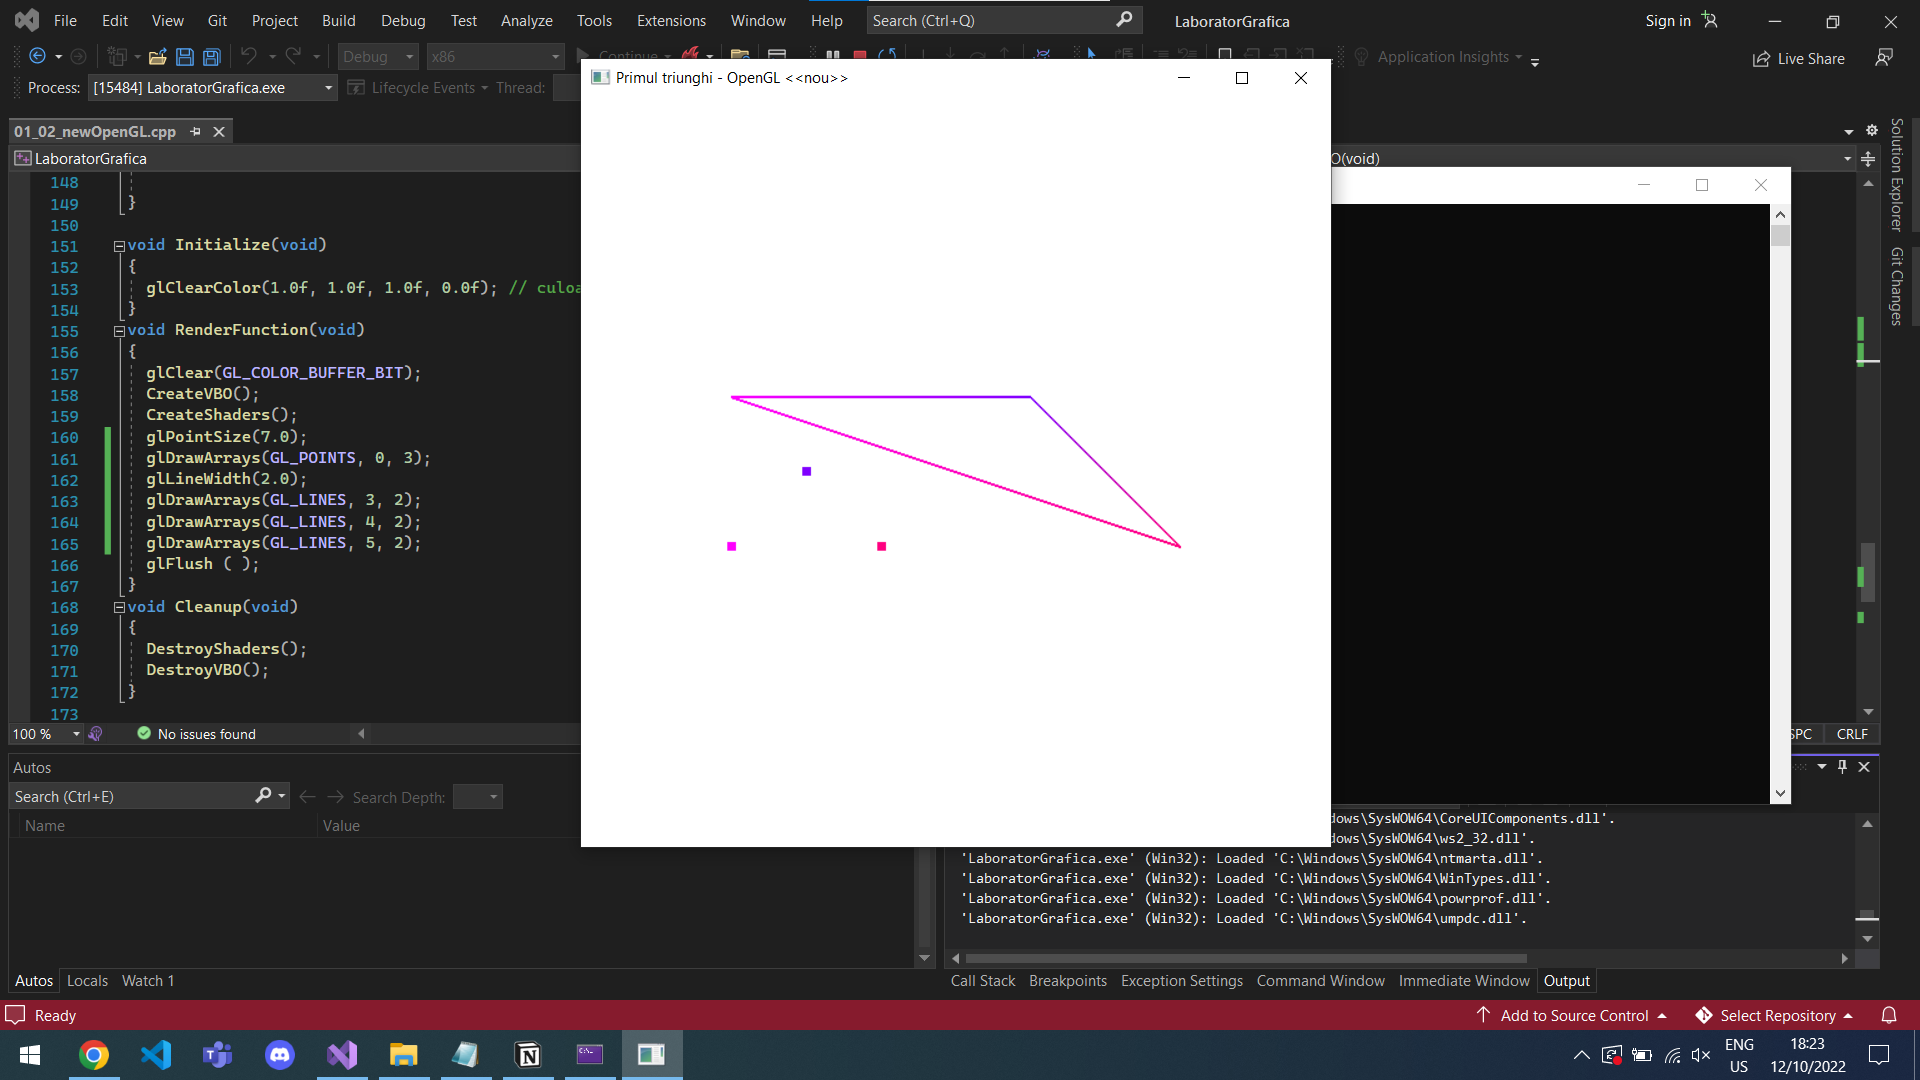 File Edit View Git Project Build Debug Test Analyze Tools Extensions Window Help Search (Ctrl+Q) LaboratorGrafica Sign in
Debug x86 Continue Application Insights Live Share
Process: [15484] LaboratorGrafica.exe Lifecycle Events Thread:
Primul triunghi - OpenGL <<nou>>
01_02_newOpenGL.cpp
LaboratorGrafica
O(void)
148
149 }
150
151 void Initialize(void)
152 {
153 glClearColor(1.0f, 1.0f, 1.0f, 0.0f); // culoa
154 }
155 void RenderFunction(void)
156 {
157 glClear(GL_COLOR_BUFFER_BIT);
158 CreateVBO();
159 CreateShaders();
160 glPointSize(7.0);
161 glDrawArrays(GL_POINTS, 0, 3);
162 glLineWidth(2.0);
163 glDrawArrays(GL_LINES, 3, 2);
164 glDrawArrays(GL_LINES, 4, 2);
165 glDrawArrays(GL_LINES, 5, 2);
166 glFlush ( );
167 }
168 void Cleanup(void)
169 {
170 DestroyShaders();
171 DestroyVBO();
172 }
173
Solution Explorer
Git Changes
100 % No issues found
SPC CRLF
Autos
Search (Ctrl+E) Search Depth:
Name Value
Autos Locals Watch 1
ndows\SysWOW64\CoreUIComponents.dll'.
ndows\SysWOW64\ws2_32.dll'.
'LaboratorGrafica.exe' (Win32): Loaded 'C:\Windows\SysWOW64\ntmarta.dll'.
'LaboratorGrafica.exe' (Win32): Loaded 'C:\Windows\SysWOW64\WinTypes.dll'.
'LaboratorGrafica.exe' (Win32): Loaded 'C:\Windows\SysWOW64\powrprof.dll'.
'LaboratorGrafica.exe' (Win32): Loaded 'C:\Windows\SysWOW64\umpdc.dll'.
Call Stack Breakpoints Exception Settings Command Window Immediate Window Output
Ready Add to Source Control Select Repository
ENG
US
18:23
12/10/2022